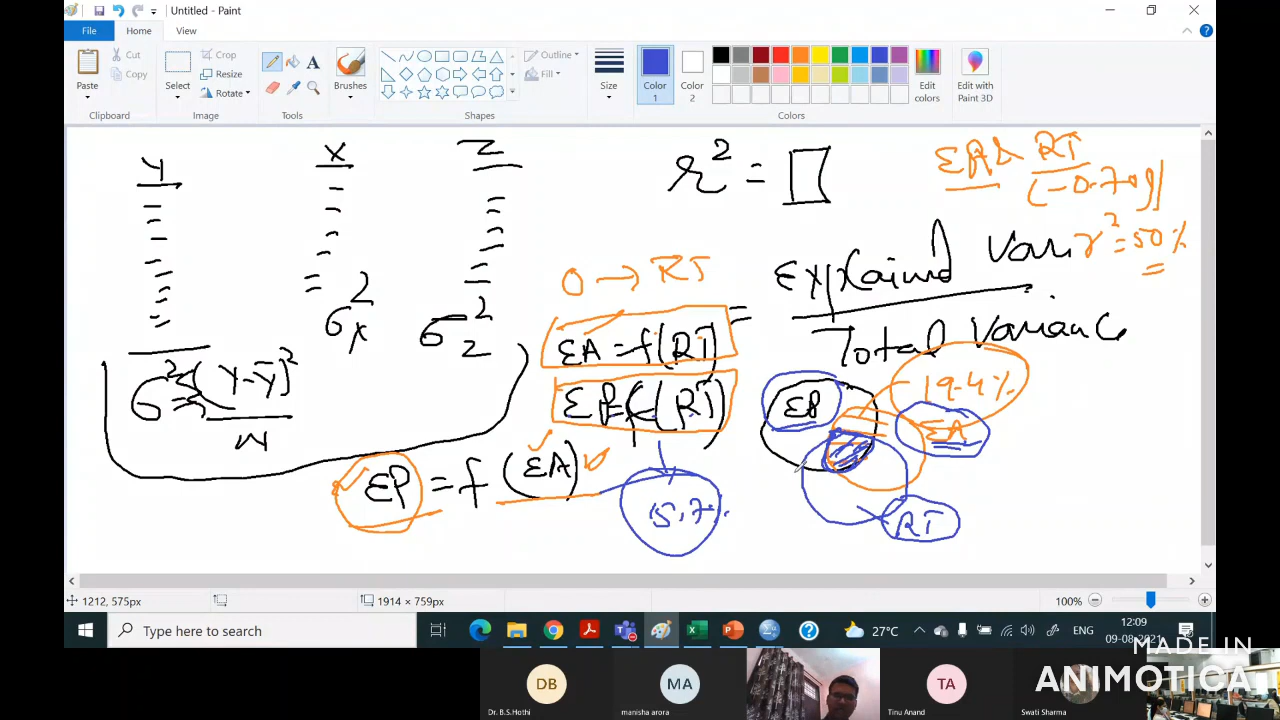 Untitled - Paint
File
Home
View
Paste
Cut
Copy
Clipboard
Select
Crop
Resize
Rotate
Image
Tools
Brushes
Outline
Fill
Shapes
Size
Color 1
Color 2
Edit colors
Edit with Paint 3D
Colors
Y
X
Z
r² =
EA & RT
(-0.709)
r² = 50%
O → RT
= Explained Vari
Total Variance
σx²
σz²
σ² = (Y-Ȳ)²
N
EA = f(RT)
EP = f(RT)
EP = f(EA)
15.7%
EP
19.4%
EA
RT
1212, 575px
1914 × 759px
100%
Type here to search
27°C
ENG
12:09
09-08-2021
MADE IN
ANIMOTICA
DB
Dr. B.S.Hothi
MA
manisha arora
TA
Tinu Anand
Swati Sharma